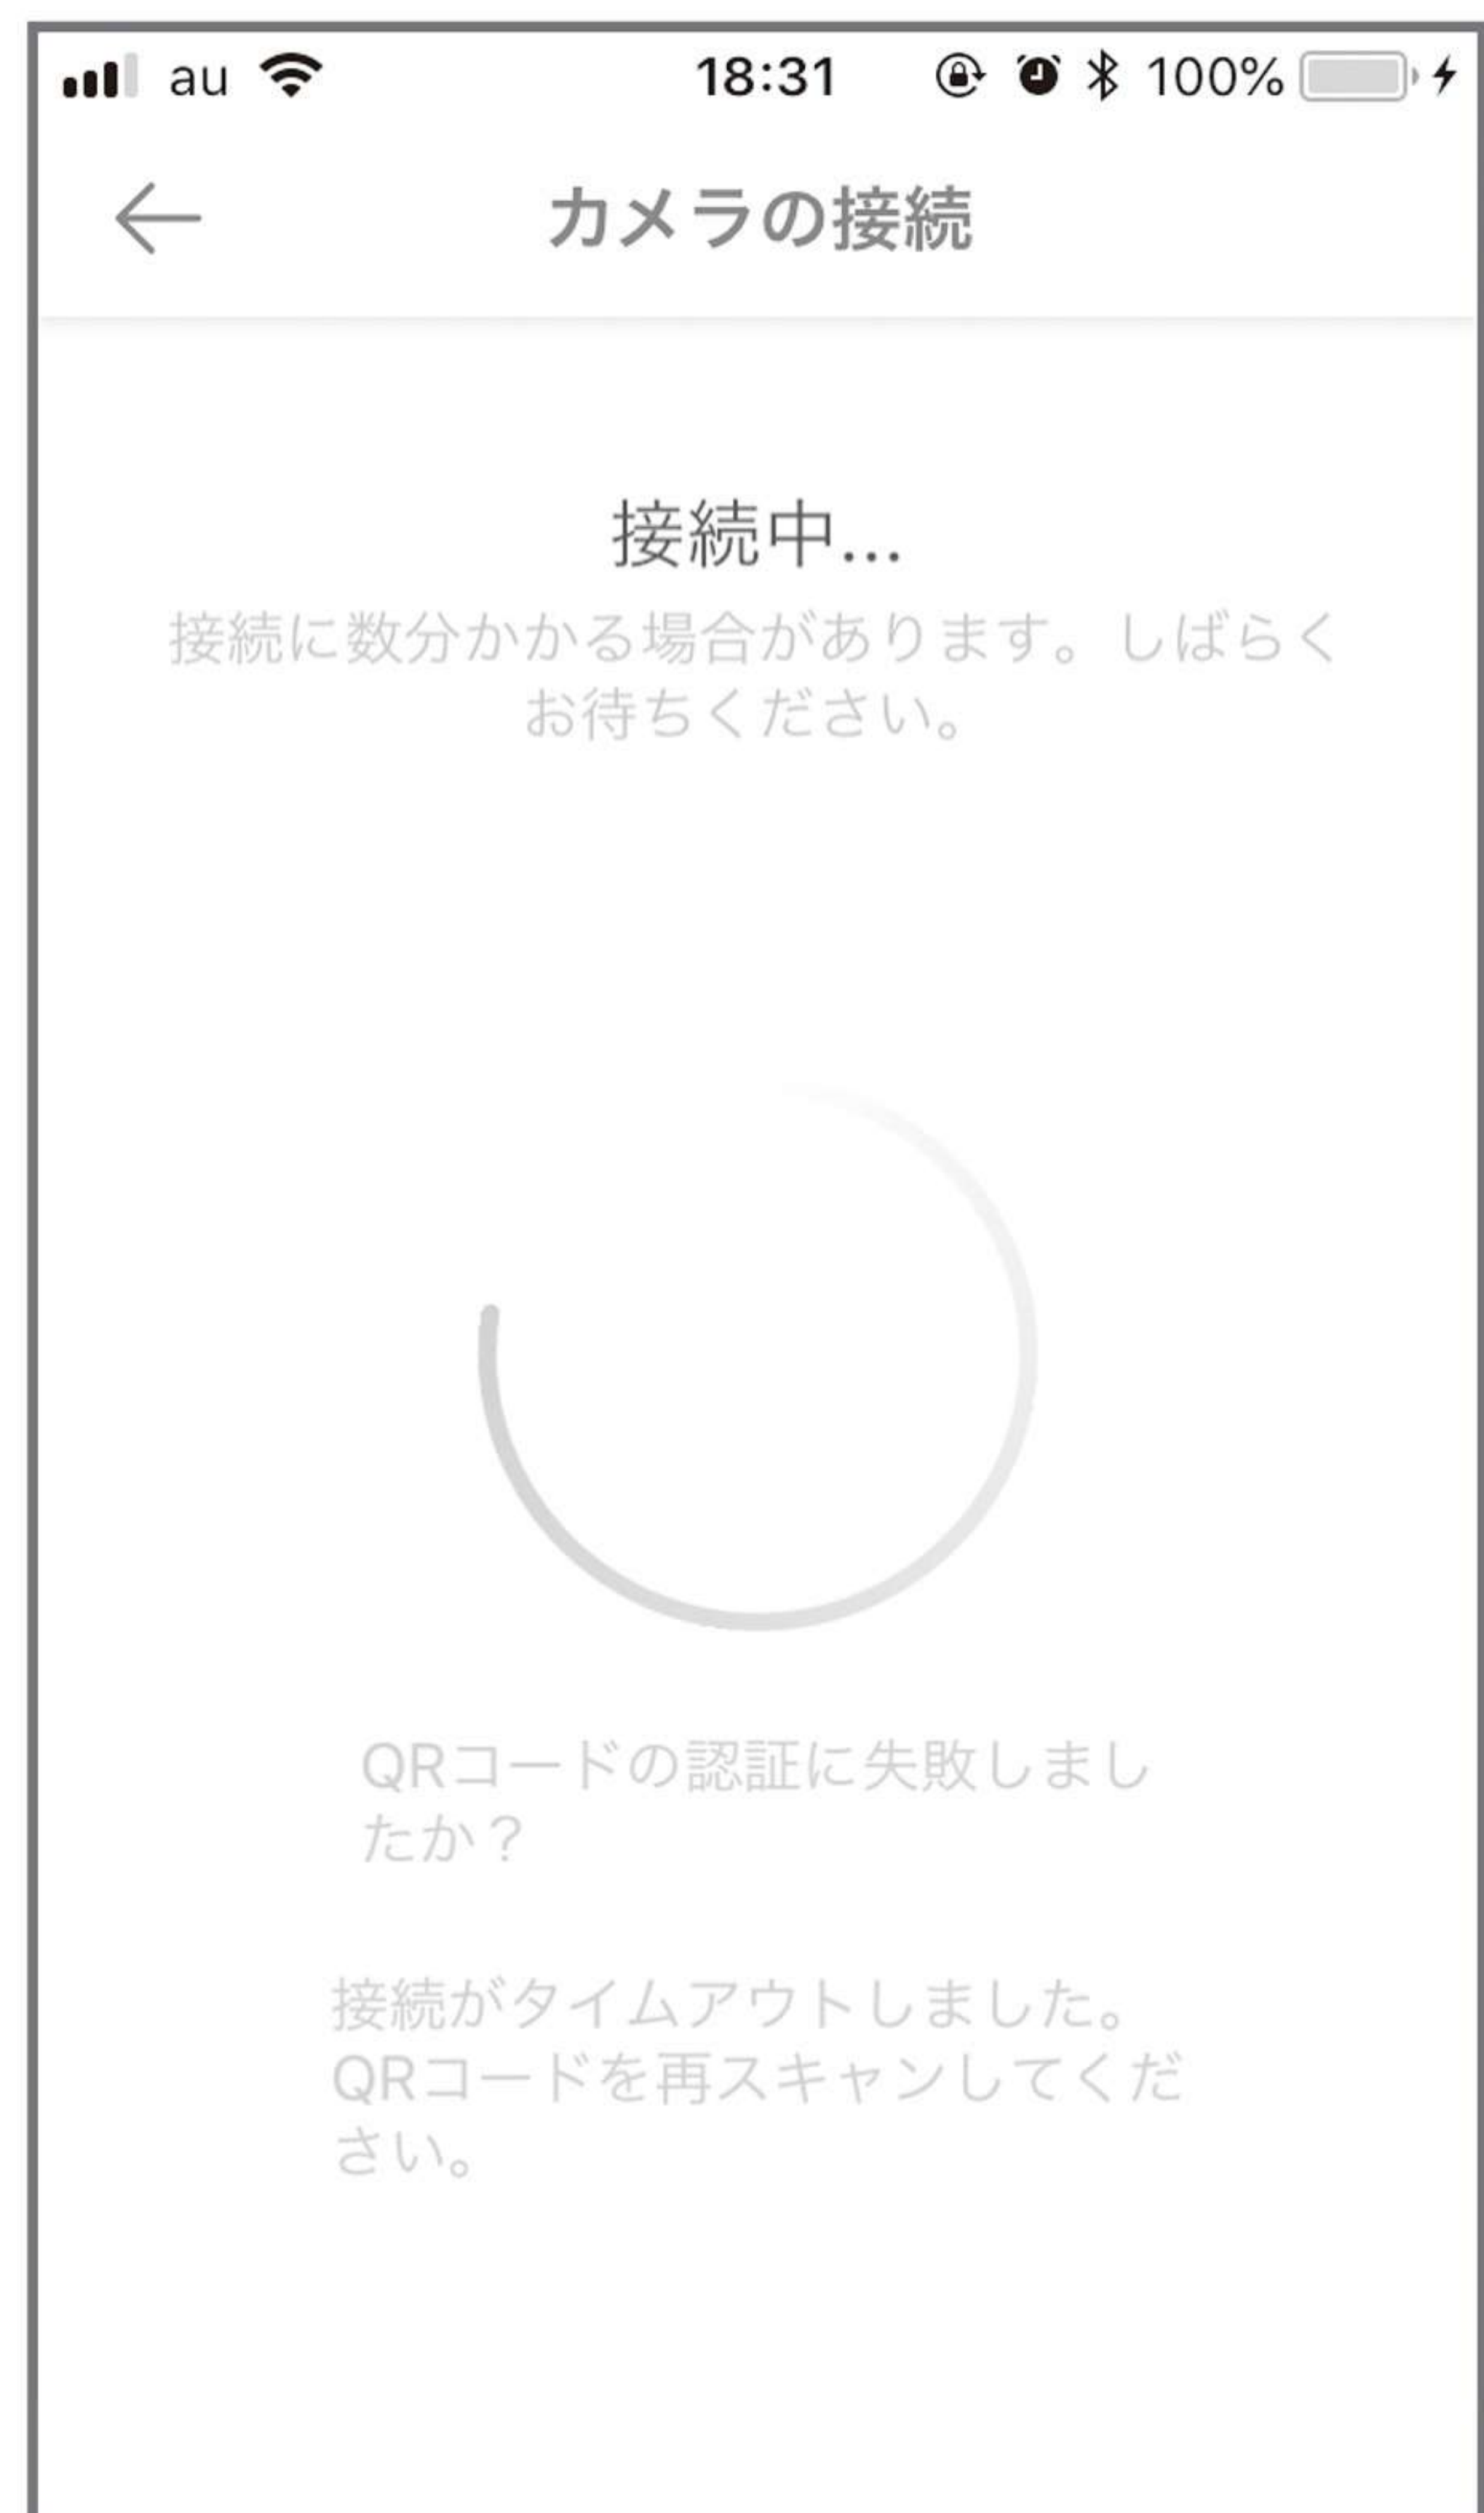 au 18:31 100%
カメラの接続
接続中...
接続に数分かかる場合があります。しばらく
お待ちください。
QRコードの認証に失敗しまし
たか？
接続がタイムアウトしました。
QRコードを再スキャンしてくだ
さい。